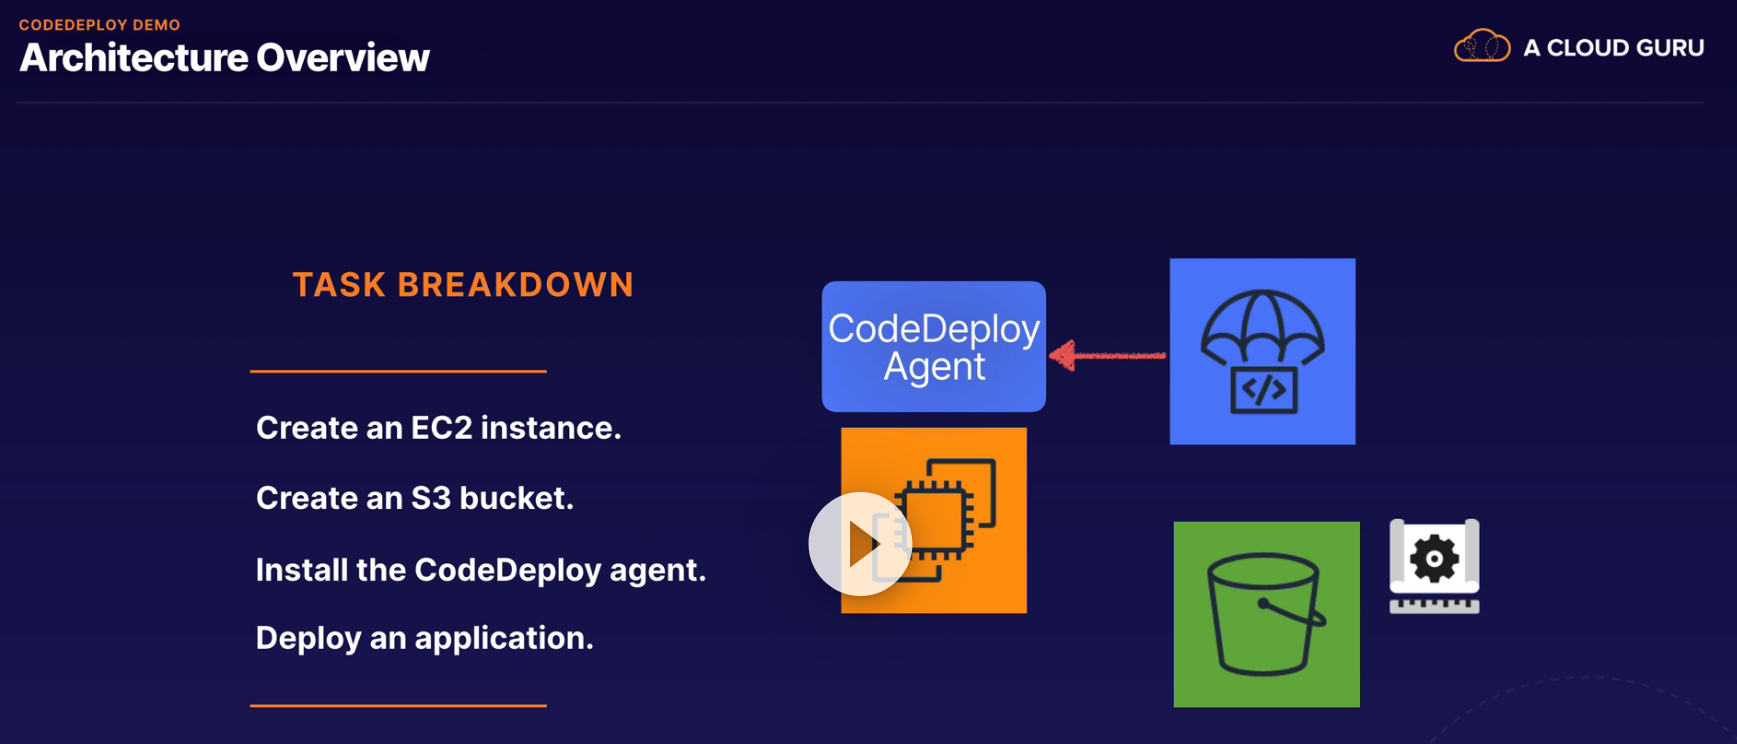 CODEDEPLOY DEMO
Architecture Overview
A CLOUD GURU
TASK BREAKDOWN
Create an EC2 instance.
Create an S3 bucket.
Install the CodeDeploy agent.
Deploy an application.
CodeDeploy
Agent
</>